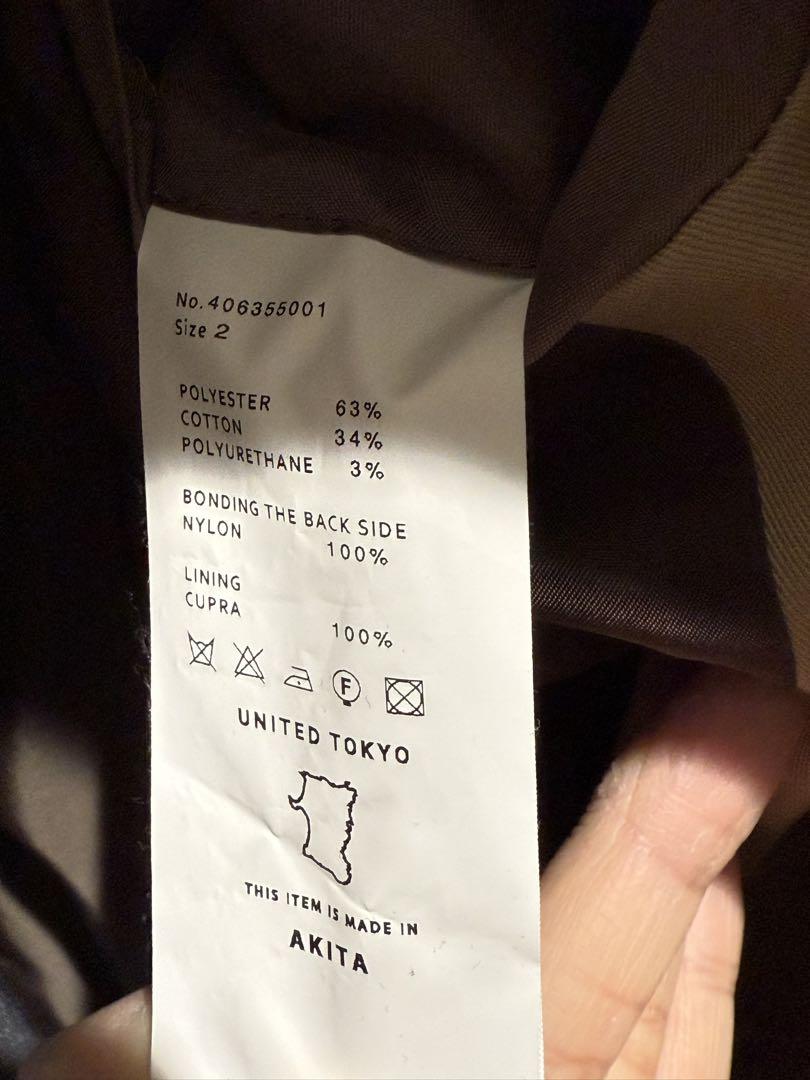 No. 406355001
Size 2
POLYESTER 63%
COTTON 34%
POLYURETHANE 3%
BONDING THE BACK SIDE
NYLON 100%
LINING
CUPRA 100%
F
UNITED TOKYO
THIS ITEM IS MADE IN
AKITA